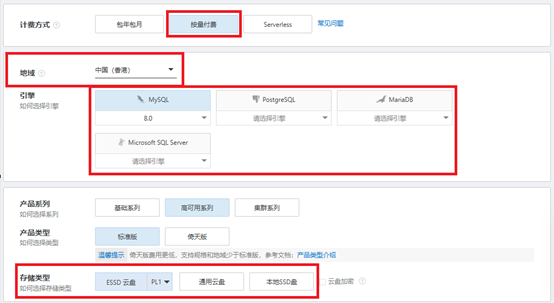 计费方式 包年包月 按量付费 Serverless 常见问题
地域 中国（香港）
引擎 MySQL PostgreSQL MariaDB
如何选择引擎 8.0 请选择引擎 请选择引擎
Microsoft SQL Server
请选择引擎
产品系列 基础系列 高可用系列 集群系列
如何选择系列
产品类型 标准版 倚天版
如何选择类型
温馨提示 倚天版费用更低，支持规格和地域少于标准版，参考文档：产品类型介绍
存储类型 ESSD 云盘 PL1 通用云盘 本地SSD盘 云盘加密
如何选择存储类型